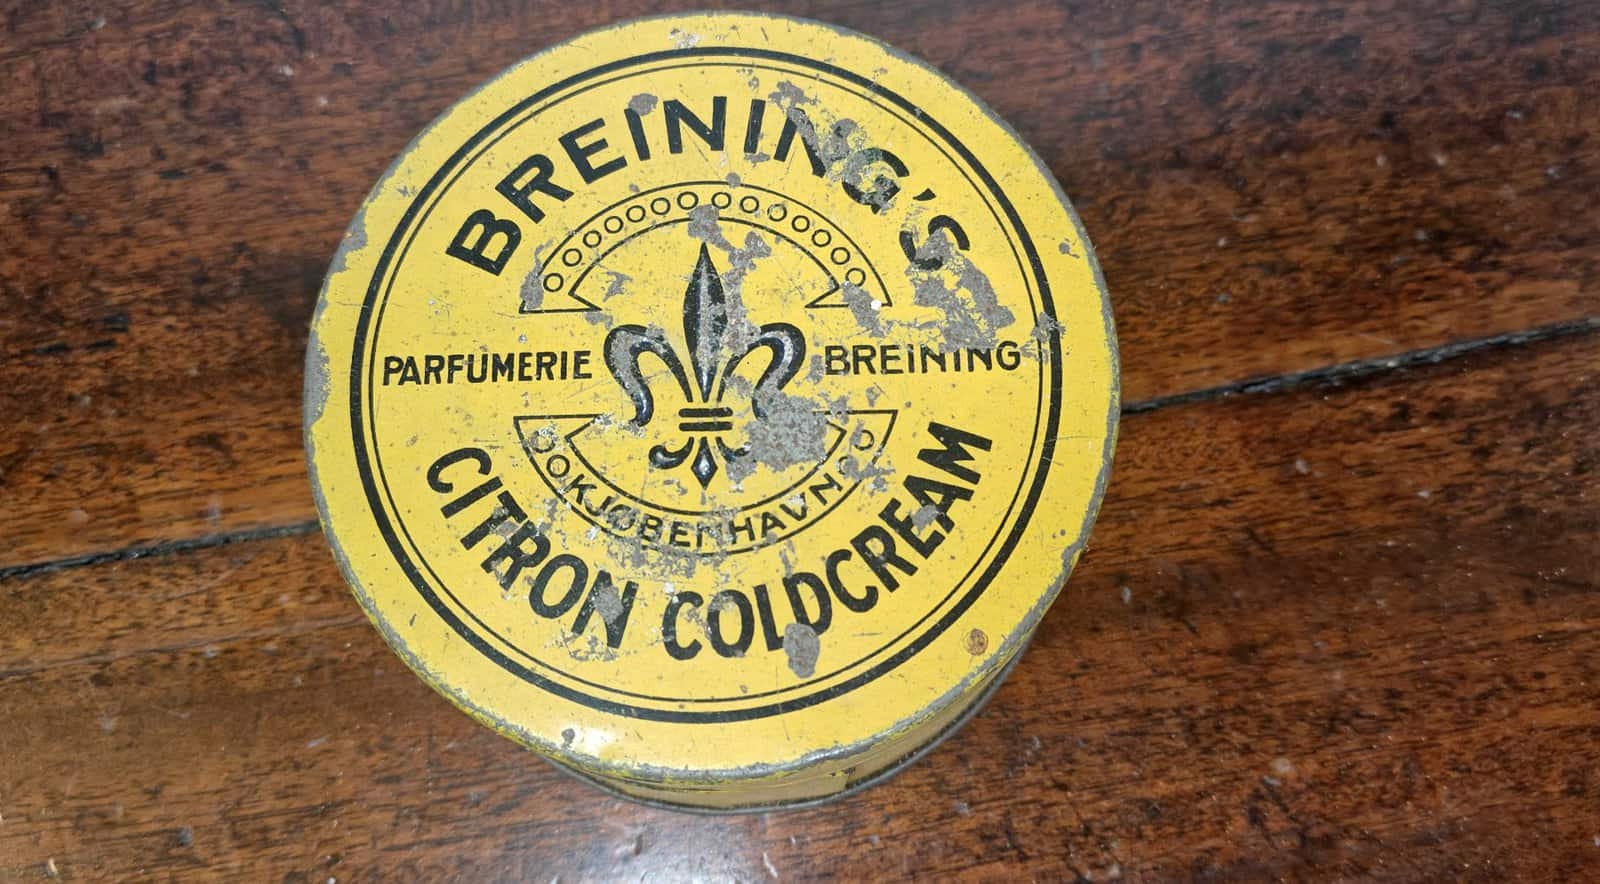 BREINING'S
PARFUMERIE BREINING
KJØBENHAVN
CITRON COLDCREAM